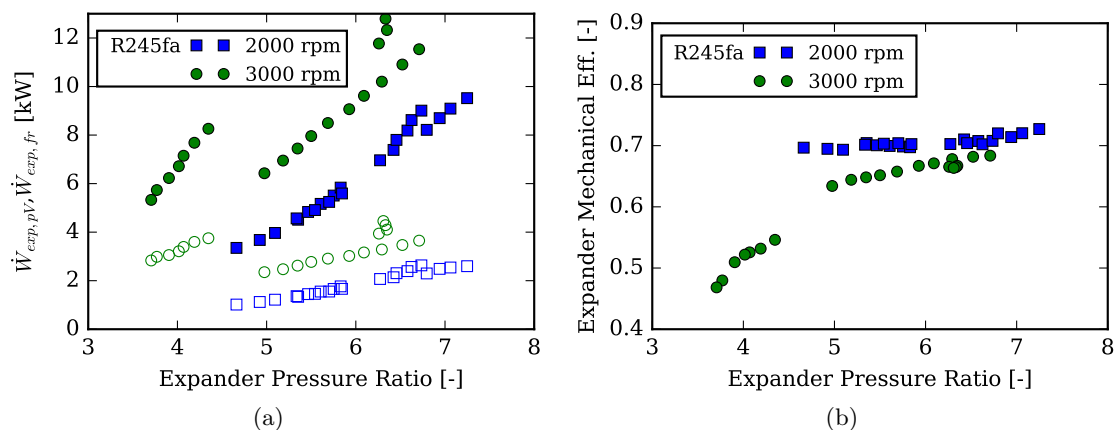 12
10
8
6
4
2
0
Ẇexp,pV, Ẇexp,fr [kW]
R245fa
2000 rpm
3000 rpm
3 4 5 6 7 8
Expander Pressure Ratio [-]
(a)
0.9
0.8
0.7
0.6
0.5
0.4
Expander Mechanical Eff. [-]
R245fa
2000 rpm
3000 rpm
3 4 5 6 7 8
Expander Pressure Ratio [-]
(b)